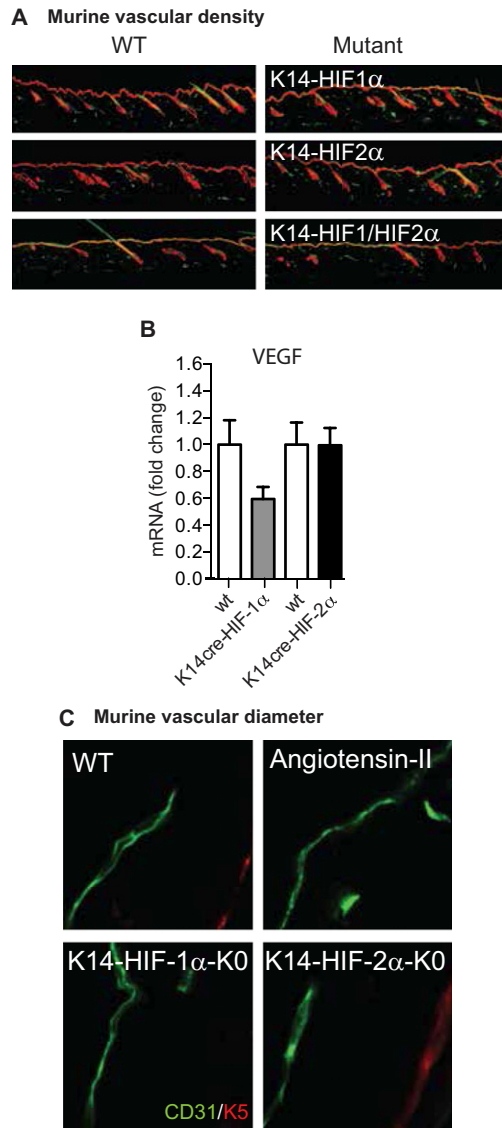 A Murine vascular density
WT
Mutant
K14-HIF1α
K14-HIF2α
K14-HIF1/HIF2α
B
VEGF
mRNA (fold change)
1.6
1.4
1.2
1.0
0.8
0.6
0.4
0.2
0.0
wt
K14cre-HIF-1α
wt
K14cre-HIF-2α
C Murine vascular diameter
WT
Angiotensin-II
K14-HIF-1α-K0
K14-HIF-2α-K0
CD31/K5